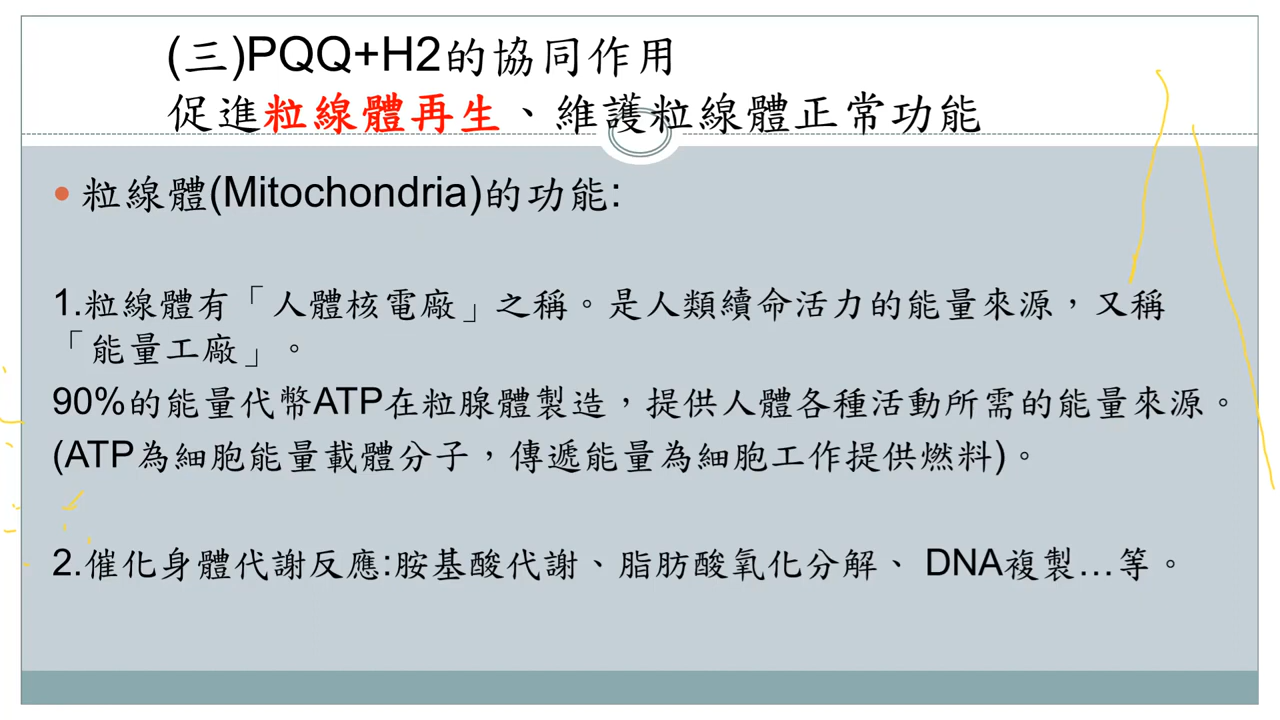 (三)PQQ+H2的協同作用
促進粒線體再生、維護粒線體正常功能
• 粒線體(Mitochondria)的功能:
1.粒線體有「人體核電廠」之稱。是人類續命活力的能量來源，又稱
「能量工廠」。
90%的能量代幣ATP在粒腺體製造，提供人體各種活動所需的能量來源。
(ATP為細胞能量載體分子，傳遞能量為細胞工作提供燃料)。
2.催化身體代謝反應:胺基酸代謝、脂肪酸氧化分解、 DNA複製…等。